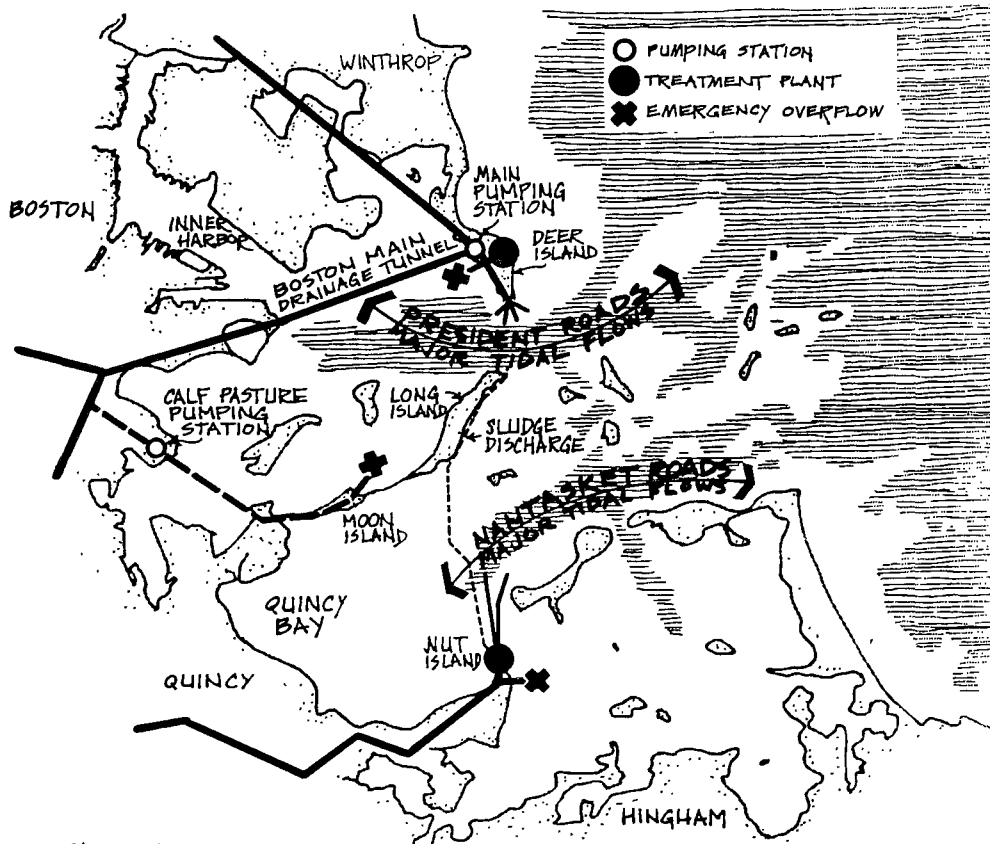 WINTHROP
PUMPING STATION
TREATMENT PLANT
EMERGENCY OVERFLOW
MAIN
PUMPING
STATION
BOSTON
INNER
HARBOR
DEER
ISLAND
BOSTON MAIN
DRAINAGE TUNNEL
PRESIDENT ROADS
MAJOR TIDAL FLOWS
CALF PASTURE
PUMPING
STATION
LONG
ISLAND
SLUDGE
DISCHARGE
NANTASKET ROADS
MAJOR TIDAL FLOWS
MOON
ISLAND
QUINCY
BAY
NUT
ISLAND
QUINCY
HINGHAM